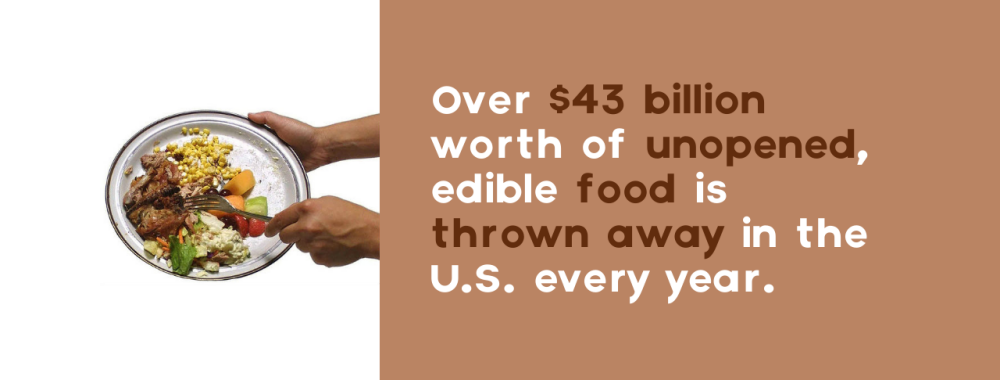 Over $43 billion
worth of unopened,
edible food is
thrown away in the
U.S. every year.